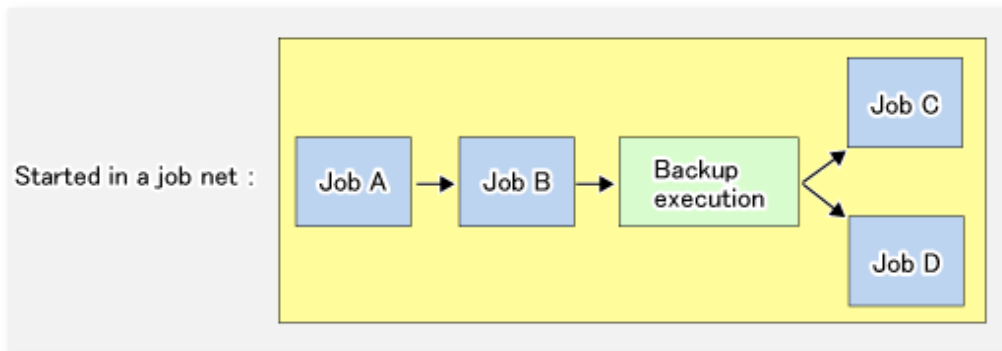 Started in a job net :
Job A
Job B
Backup
execution
Job C
Job D